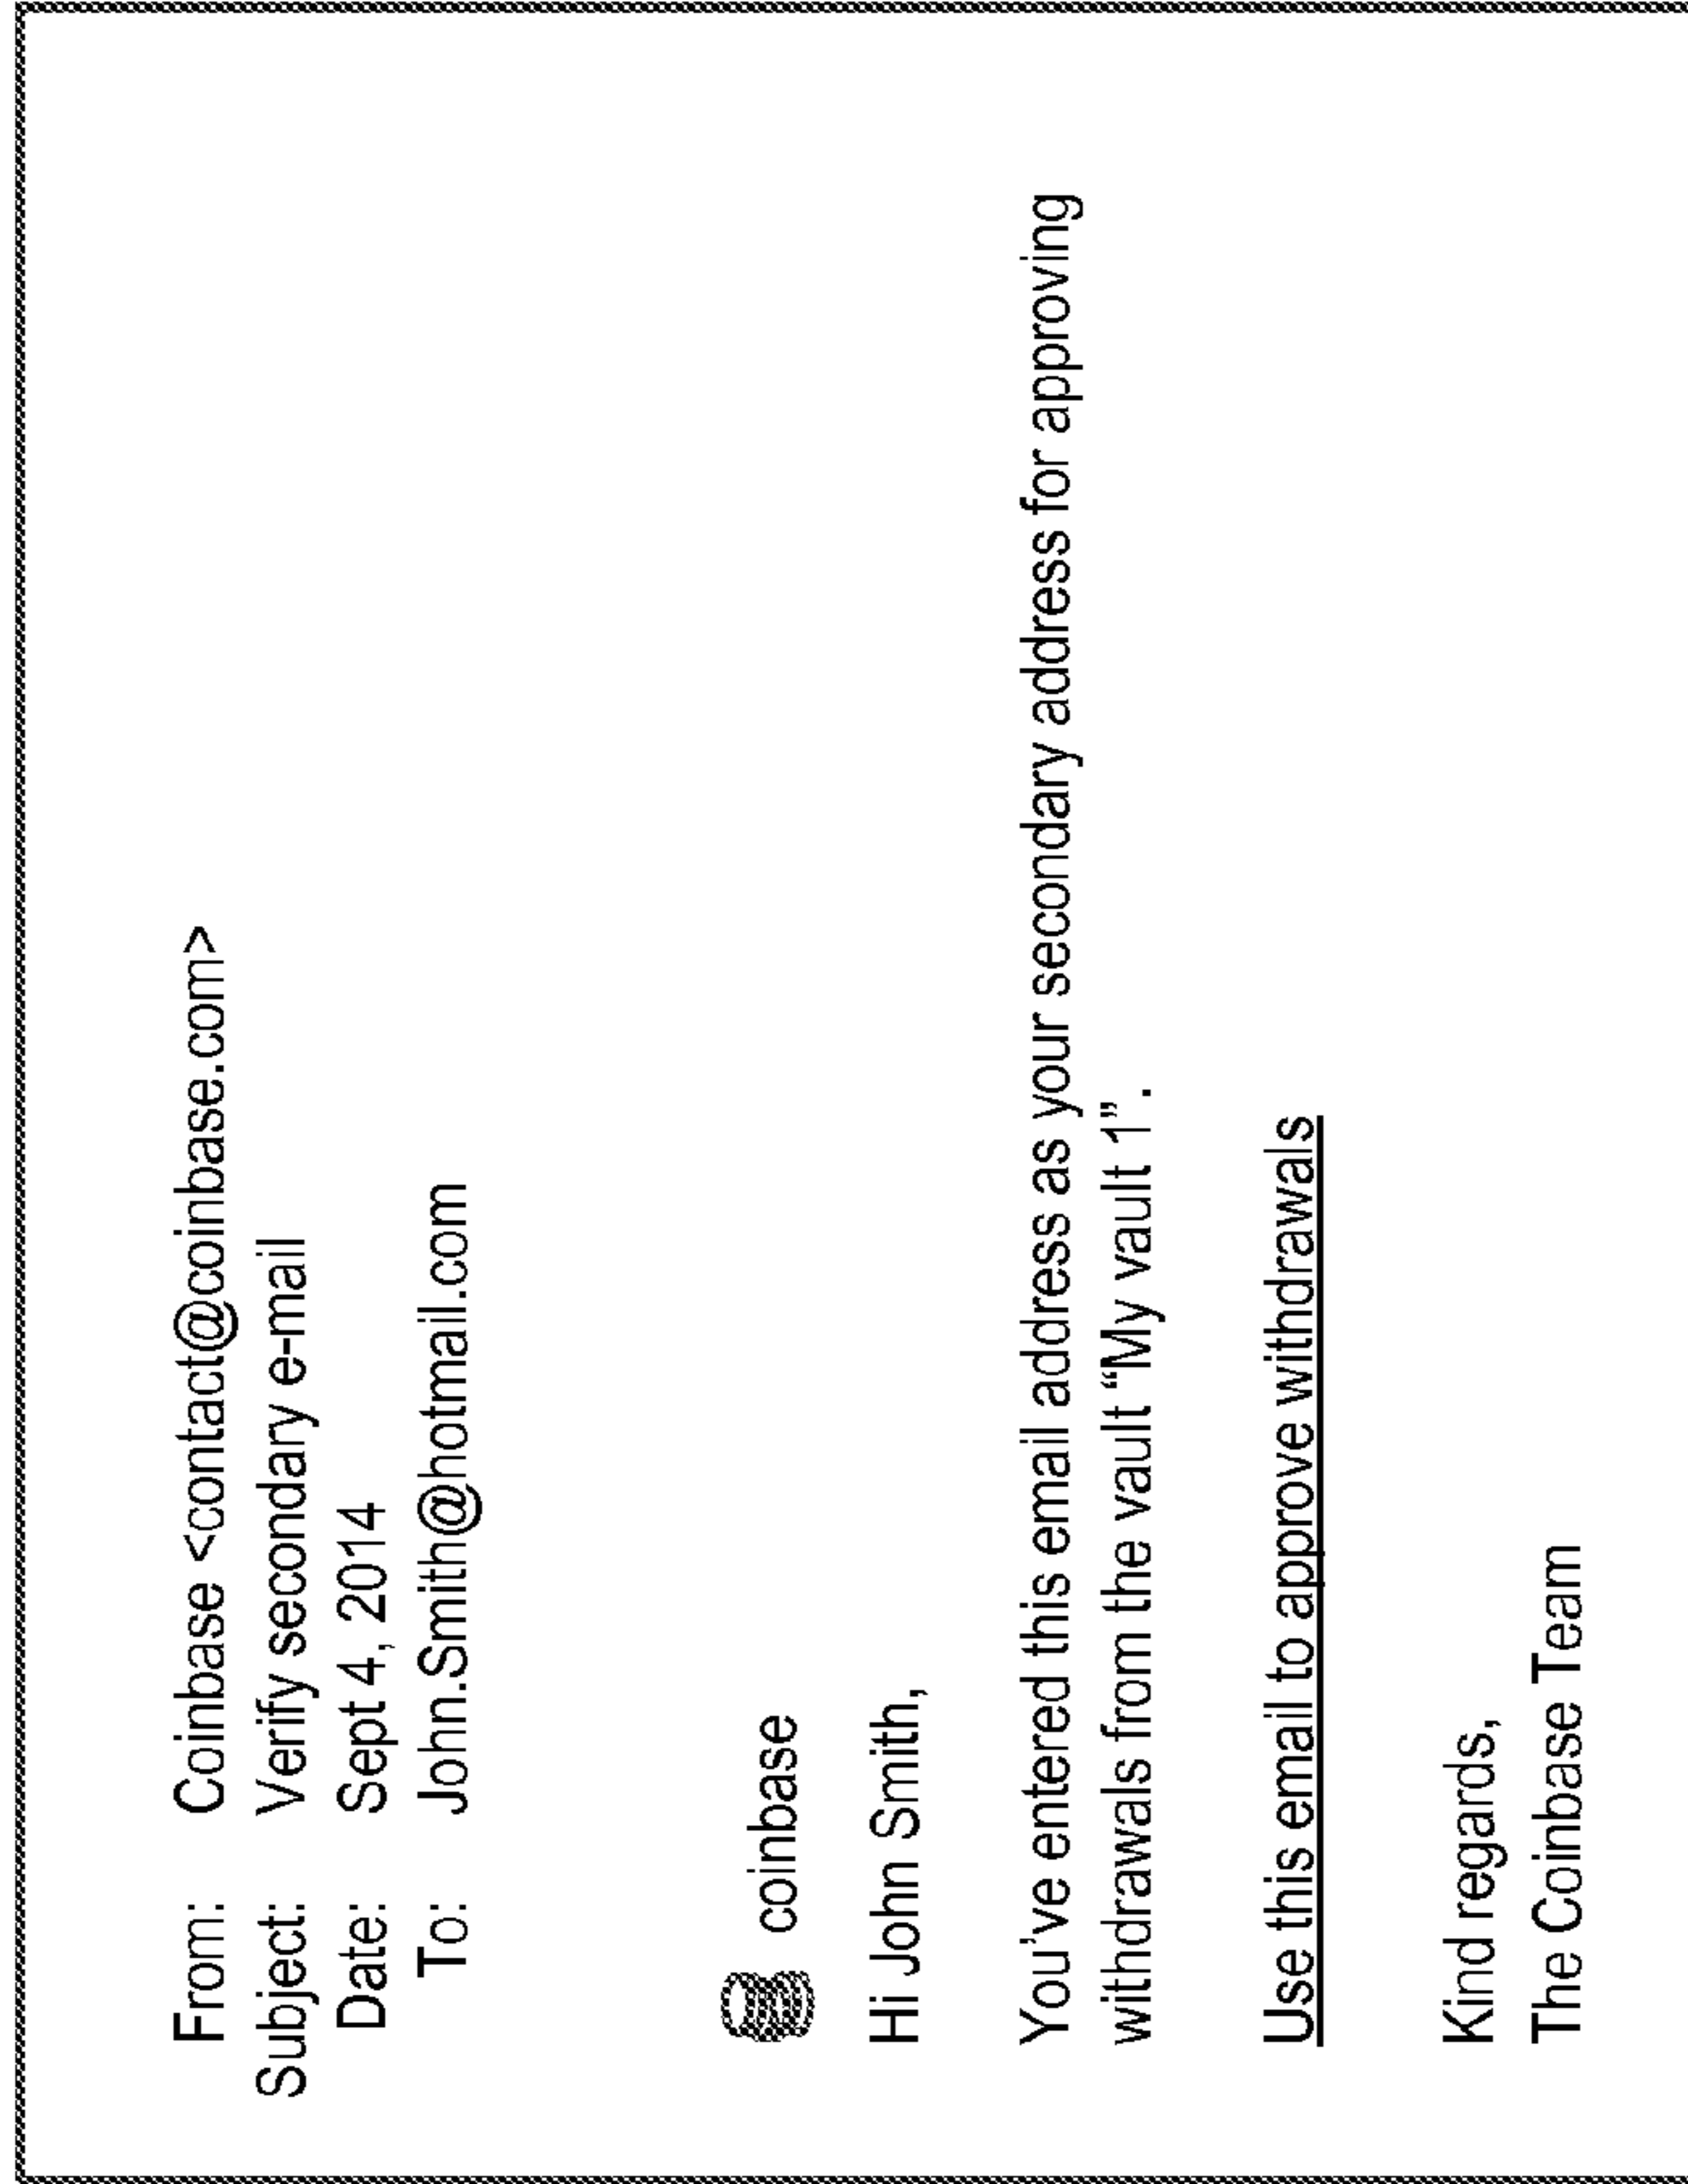 From: Coinbase <contact@coinbase.com>
Subject: Verify secondary e-mail
Date: Sept 4, 2014
To: John.Smith@hotmail.com
coinbase
Hi John Smith,
You've entered this email address as your secondary address for approving
withdrawals from the vault “My vault 1”.
Use this email to approve withdrawals
Kind regards,
The Coinbase Team